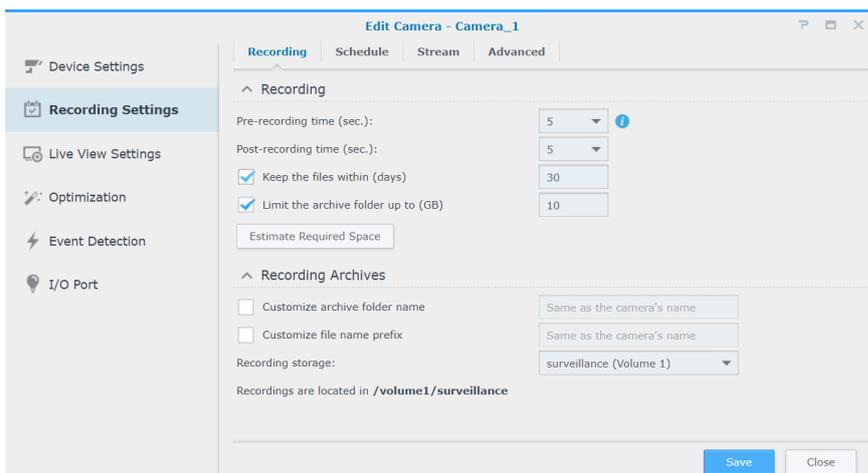 Edit Camera - Camera_1
Device Settings
Recording Settings
Live View Settings
Optimization
Event Detection
I/O Port
Recording Schedule Stream Advanced
Recording
Pre-recording time (sec.): 5
Post-recording time (sec.): 5
Keep the files within (days) 30
Limit the archive folder up to (GB) 10
Estimate Required Space
Recording Archives
Customize archive folder name Same as the camera's name
Customize file name prefix Same as the camera's name
Recording storage: surveillance (Volume 1)
Recordings are located in /volume1/surveillance
Save Close